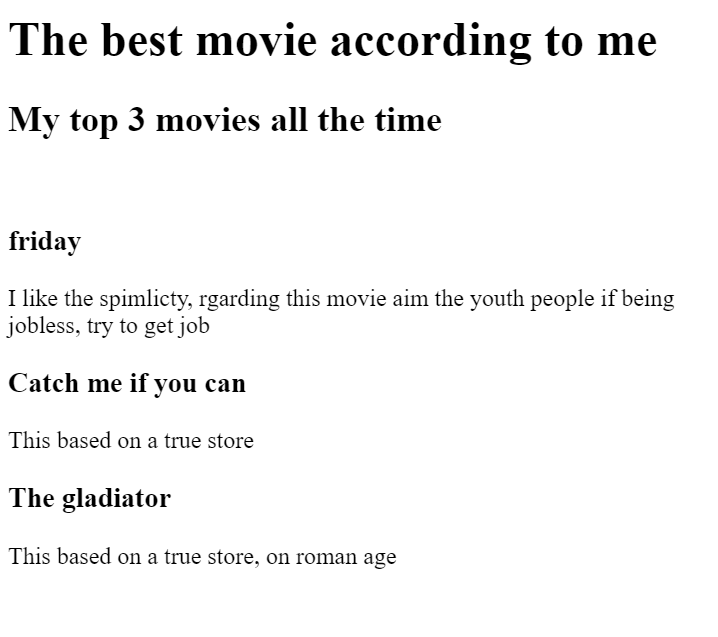 The best movie according to me
My top 3 movies all the time
friday
I like the spimlicty, rgarding this movie aim the youth people if being
jobless, try to get job
Catch me if you can
This based on a true store
The gladiator
This based on a true store, on roman age